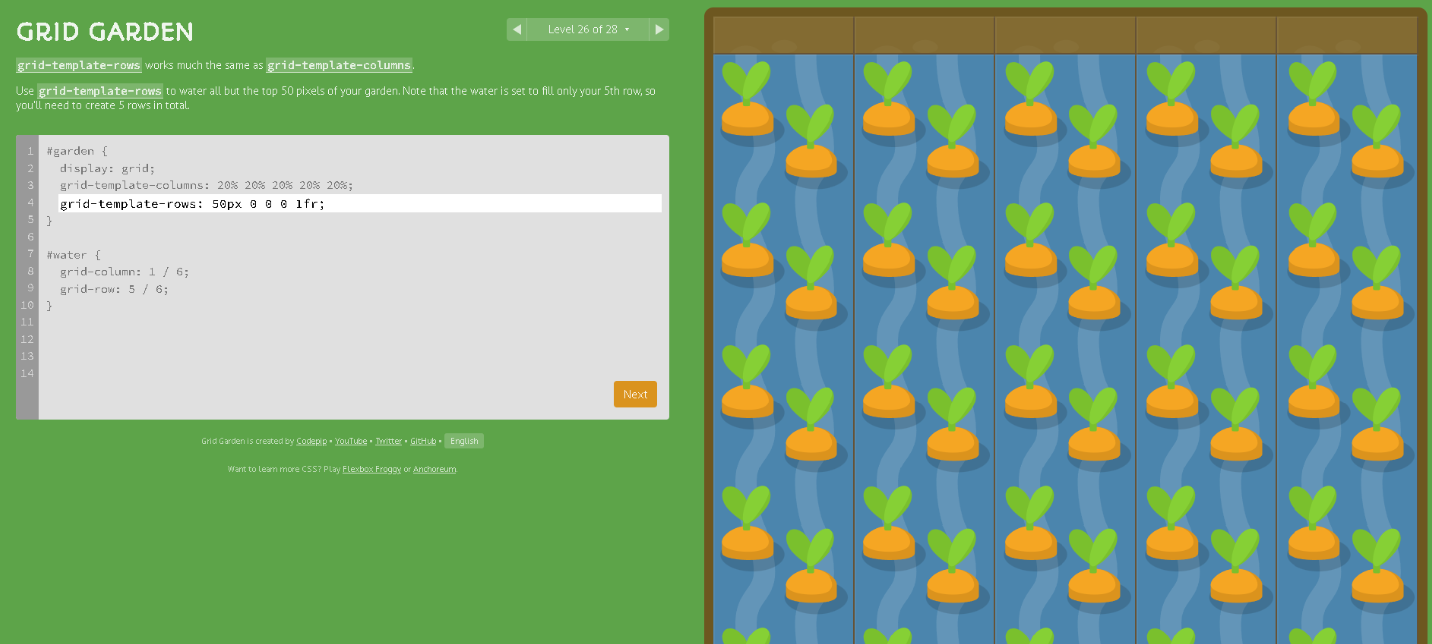 GRID GARDEN
Level 26 of 28
grid-template-rows works much the same as grid-template-columns.
Use grid-template-rows to water all but the top 50 pixels of your garden. Note that the water is set to fill only your 5th row, so
you'll need to create 5 rows in total.
1 #garden {
2 display: grid;
3 grid-template-columns: 20% 20% 20% 20% 20%;
4 grid-template-rows: 50px 0 0 0 1fr;
5 }
6
7 #water {
8 grid-column: 1 / 6;
9 grid-row: 5 / 6;
10 }
11
12
13
14
Next
Grid Garden is created by Codepip • YouTube • Twitter • GitHub • English
Want to learn more CSS? Play Flexbox Froggy or Anchoreum.